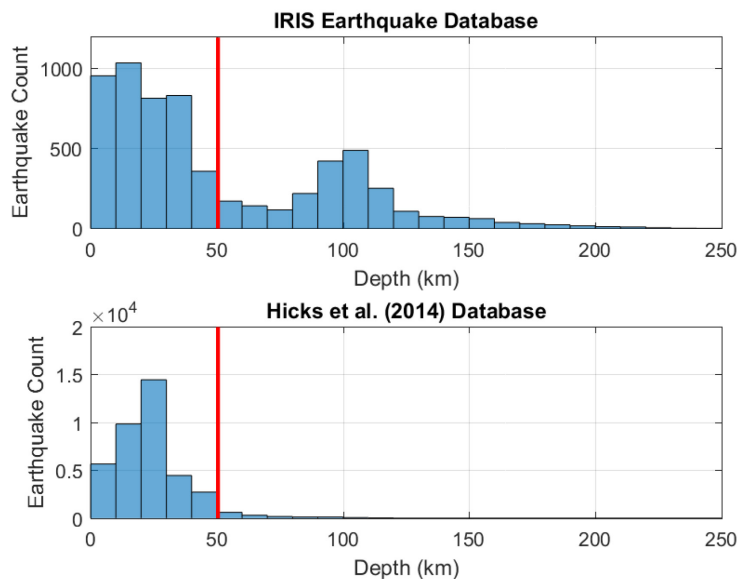 IRIS Earthquake Database
Earthquake Count
1000
500
0
0 50 100 150 200 250
Depth (km)
Hicks et al. (2014) Database
×10⁴
Earthquake Count
2
1.5
1
0.5
0
0 50 100 150 200 250
Depth (km)